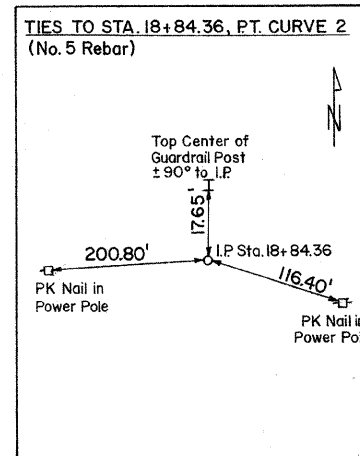 TIES TO STA. 18+84.36, P.T. CURVE 2
(No. 5 Rebar)
N
Top Center of
Guardrail Post
± 90° to I.P.
17.65'
200.80'
I.P. Sta. 18+84.36
116.40'
PK Nail in
Power Pole
PK Nail
Power